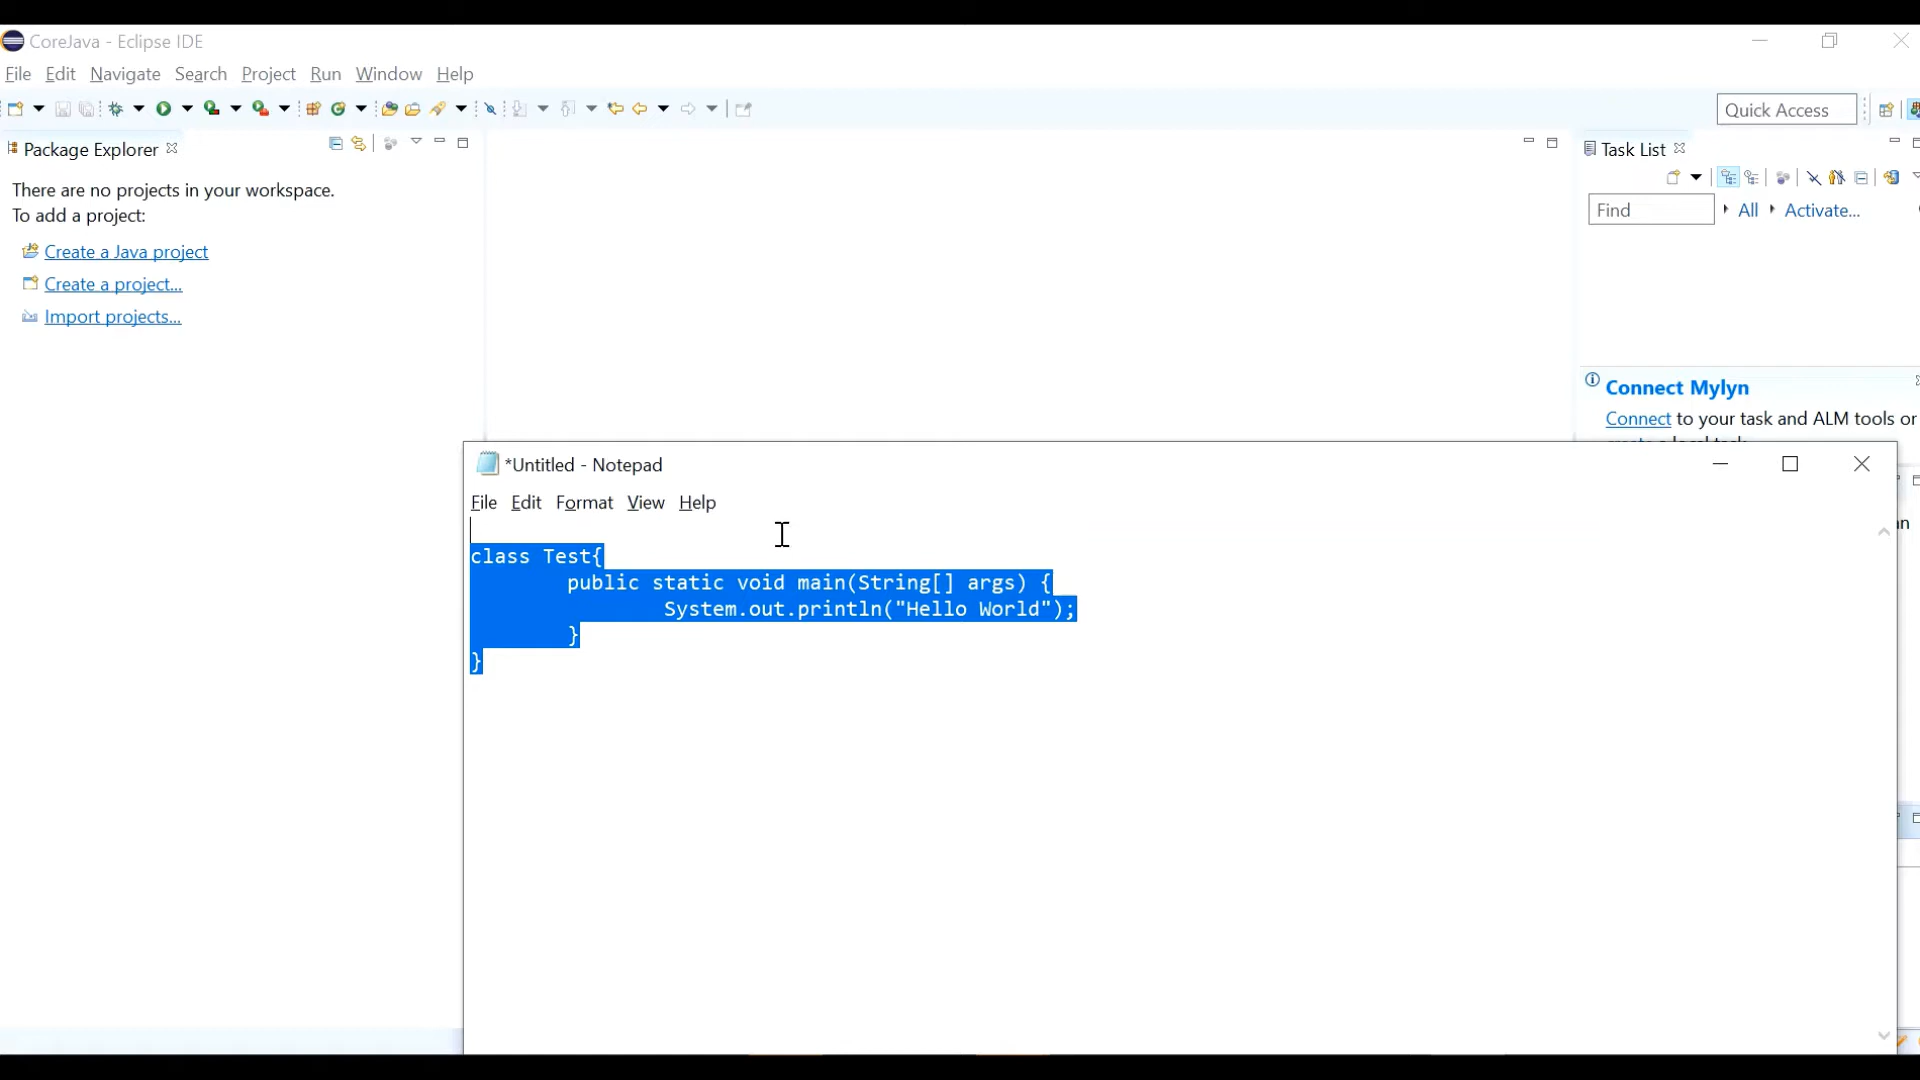 CoreJava - Eclipse IDE
File Edit Navigate Search Project Run Window Help
Quick Access
Package Explorer
There are no projects in your workspace.
To add a project:
Create a Java project
Create a project...
Import projects...
Task List
Find All Activate...
Connect Mylyn
Connect to your task and ALM tools or
*Untitled - Notepad
File Edit Format View Help
class Test{
public static void main(String[] args) {
System.out.println("Hello World");
}
}